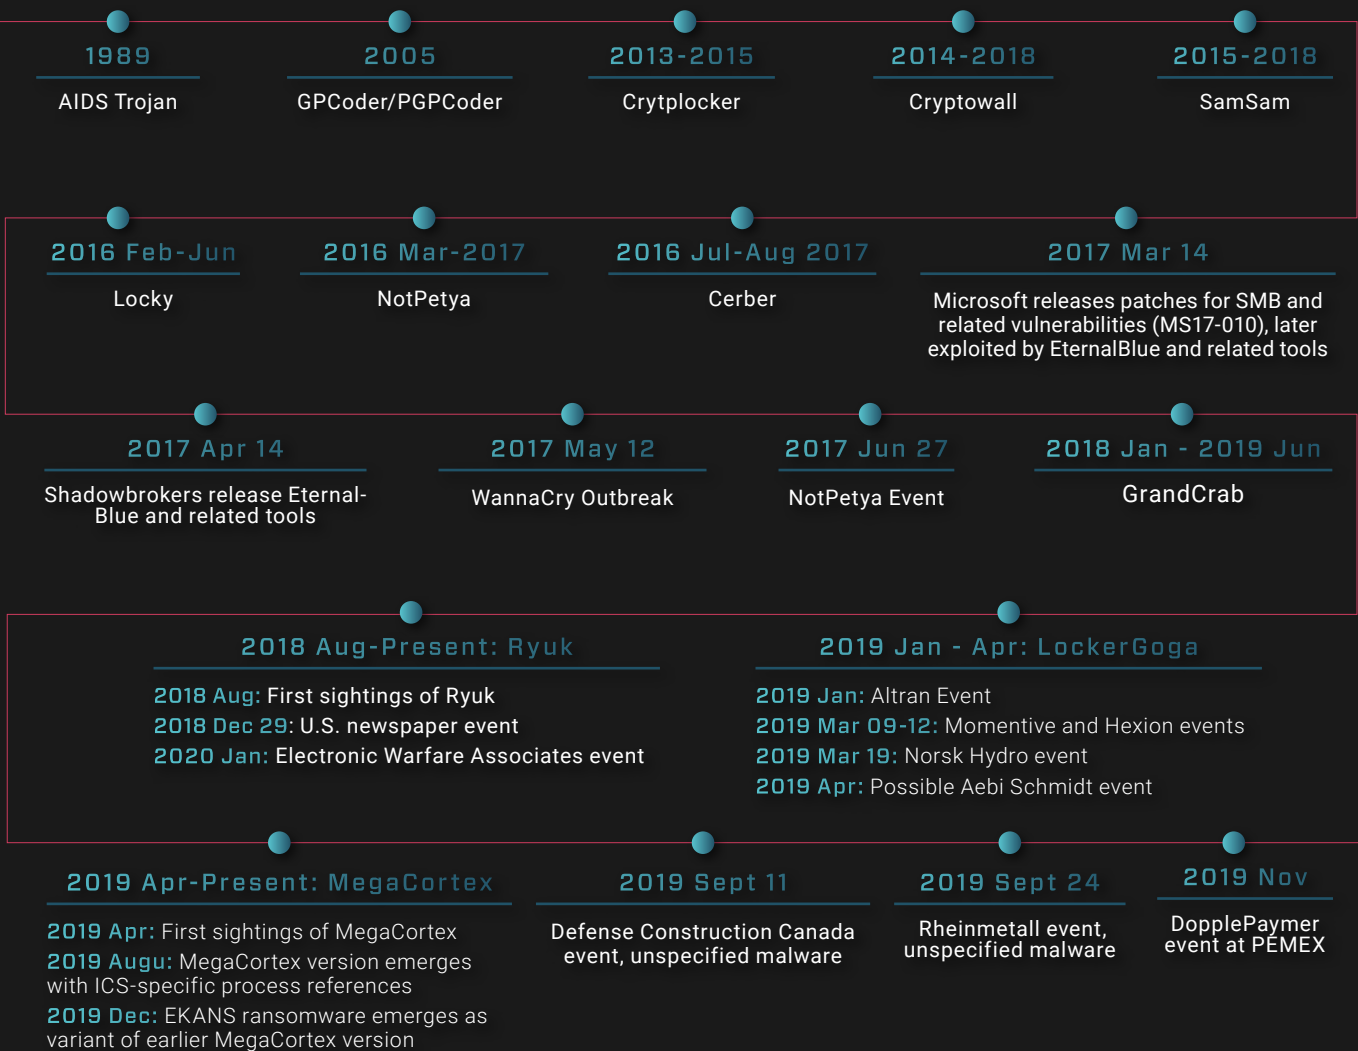 1989
AIDS Trojan
2005
GPCoder/PGPCoder
2013-2015
Crytplocker
2014-2018
Cryptowall
2015-2018
SamSam
2016 Feb-Jun
Locky
2016 Mar-2017
NotPetya
2016 Jul-Aug 2017
Cerber
2017 Mar 14
Microsoft releases patches for SMB and
related vulnerabilities (MS17-010), later
exploited by EternalBlue and related tools
2017 Apr 14
Shadowbrokers release Eternal-
Blue and related tools
2017 May 12
WannaCry Outbreak
2017 Jun 27
NotPetya Event
2018 Jan - 2019 Jun
GrandCrab
2018 Aug-Present: Ryuk
2018 Aug: First sightings of Ryuk
2018 Dec 29: U.S. newspaper event
2020 Jan: Electronic Warfare Associates event
2019 Jan - Apr: LockerGoga
2019 Jan: Altran Event
2019 Mar 09-12: Momentive and Hexion events
2019 Mar 19: Norsk Hydro event
2019 Apr: Possible Aebi Schmidt event
2019 Apr-Present: MegaCortex
2019 Apr: First sightings of MegaCortex
2019 Augu: MegaCortex version emerges
with ICS-specific process references
2019 Dec: EKANS ransomware emerges as
variant of earlier MegaCortex version
2019 Sept 11
Defense Construction Canada
event, unspecified malware
2019 Sept 24
Rheinmetall event,
unspecified malware
2019 Nov
DopplePaymer
event at PEMEX